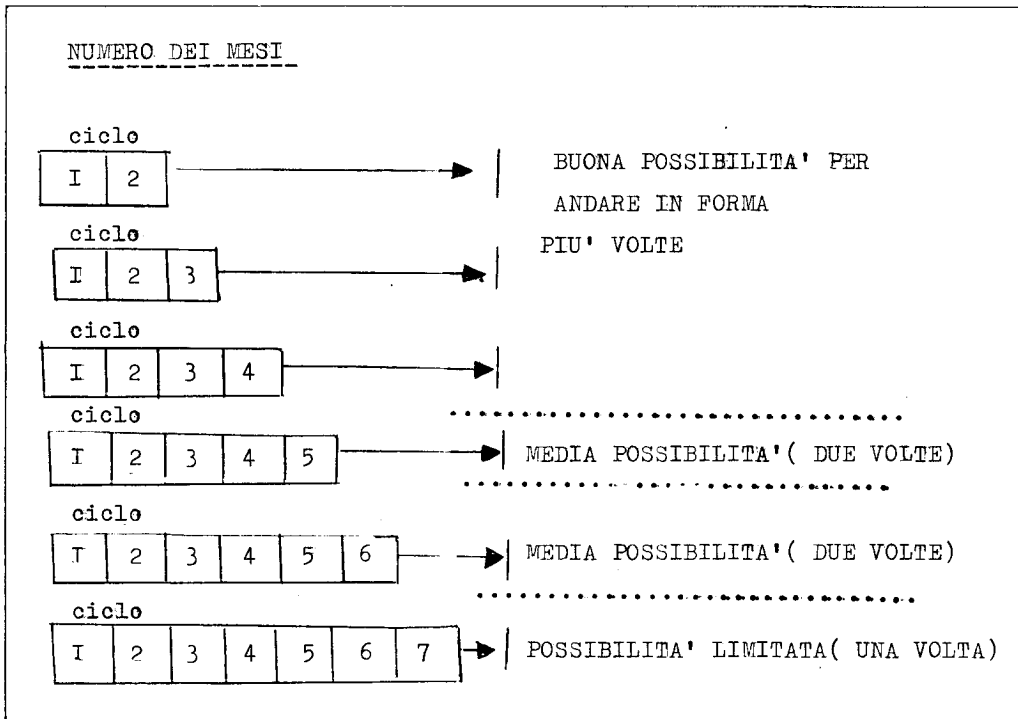 NUMERO DEI MESI
ciclo
I 2
BUONA POSSIBILITA' PER
ANDARE IN FORMA
PIU' VOLTE
ciclo
I 2 3
ciclo
I 2 3 4
ciclo
I 2 3 4 5
MEDIA POSSIBILITA'( DUE VOLTE)
ciclo
I 2 3 4 5 6
MEDIA POSSIBILITA'( DUE VOLTE)
ciclo
I 2 3 4 5 6 7
POSSIBILITA' LIMITATA( UNA VOLTA)